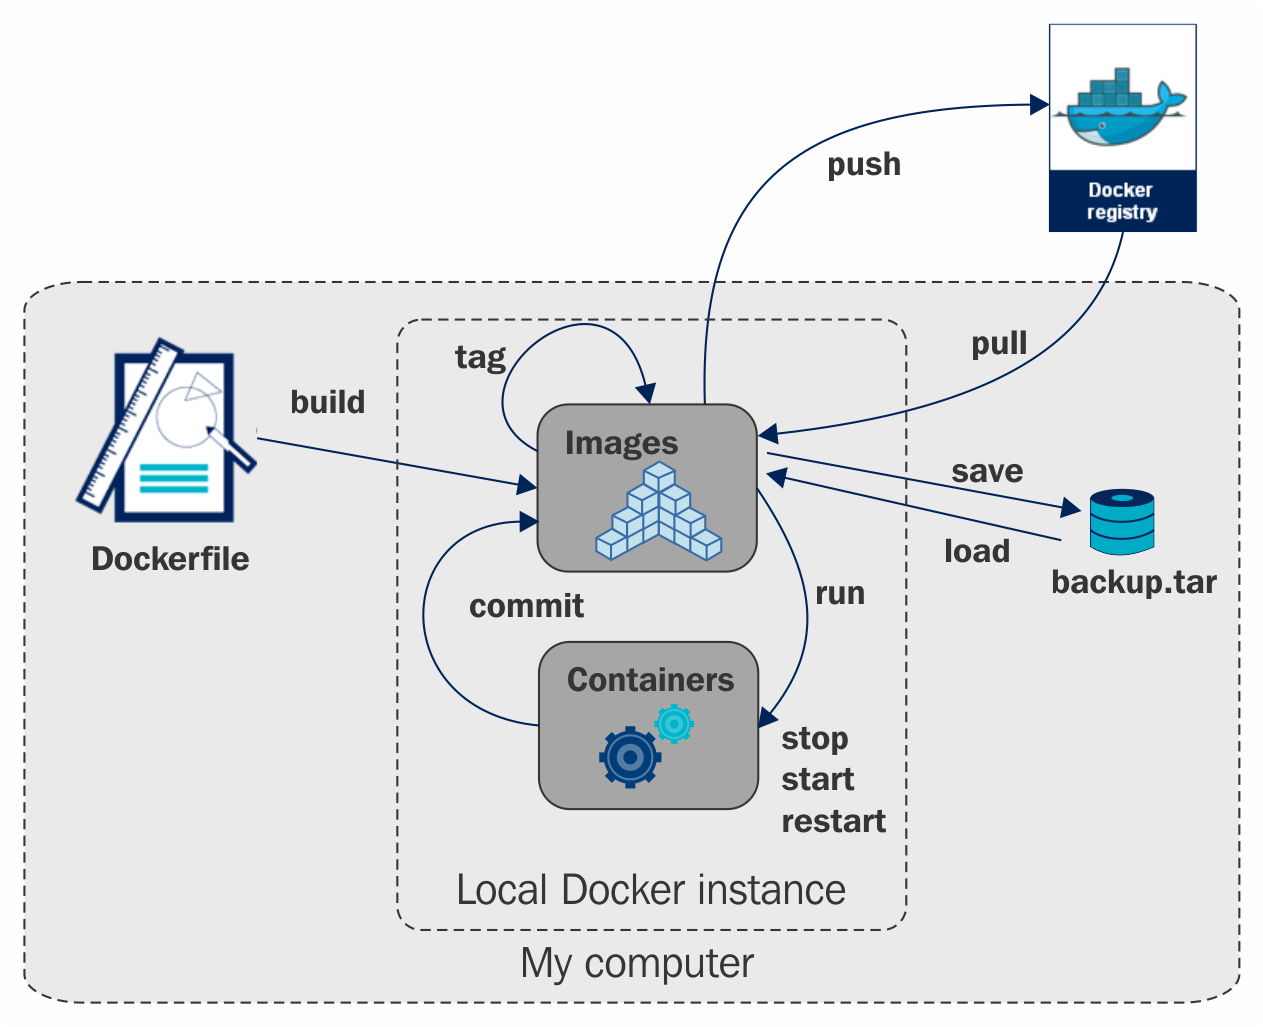 push
Docker
registry
pull
tag
build
Images
save
load
Dockerfile
backup.tar
commit
run
Containers
stop
start
restart
Local Docker instance
My computer